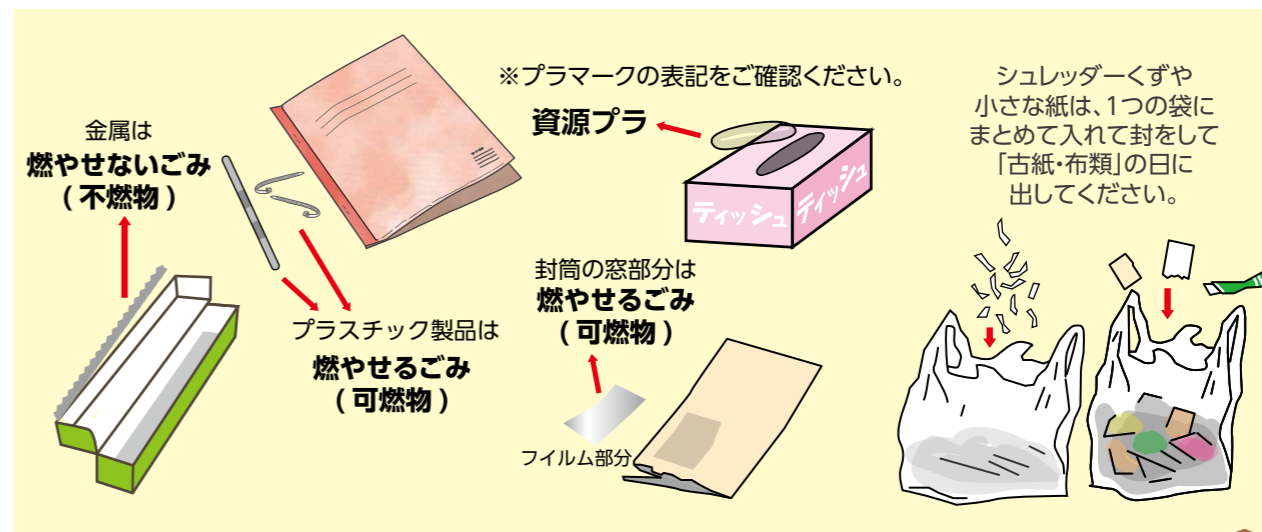 金属は
燃やせないごみ
(不燃物)
プラスチック製品は
燃やせるごみ
(可燃物)
※プラマークの表記をご確認ください。
資源プラ
ティッシュ
ティッシュ
封筒の窓部分は
燃やせるごみ
(可燃物)
フイルム部分
シュレッダーくずや
小さな紙は、1つの袋に
まとめて入れて封をして
「古紙・布類」の日に
出してください。